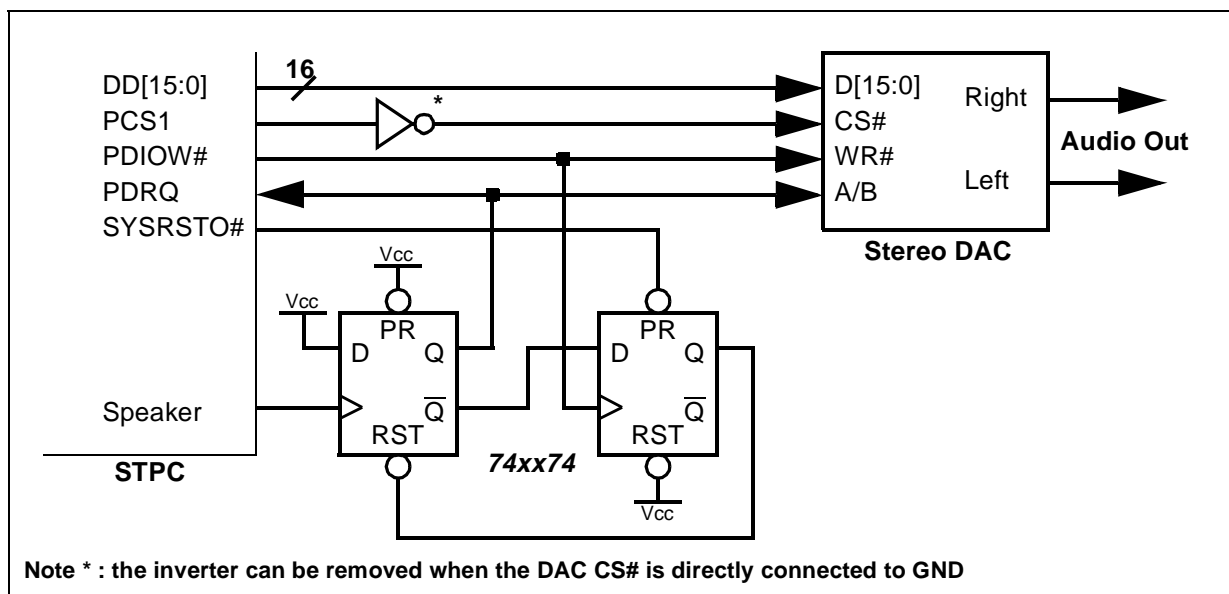 16
*
DD[15:0]
PCS1
PDIOW#
PDRQ
SYSRSTO#
Speaker
STPC
D[15:0]
CS#
WR#
A/B
Right
Left
Stereo DAC
Audio Out
Vcc
Vcc
PR
D Q
Q̅
RST
74xx74
PR
D Q
Q̅
RST
Vcc
Note * : the inverter can be removed when the DAC CS# is directly connected to GND